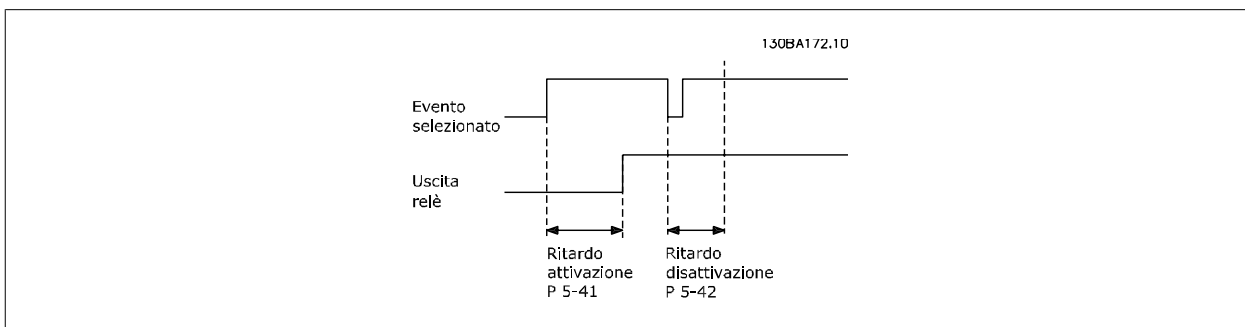 130BA172.10
Evento
selezionato
Uscita
relè
Ritardo
attivazione
P 5-41
Ritardo
disattivazione
P 5-42